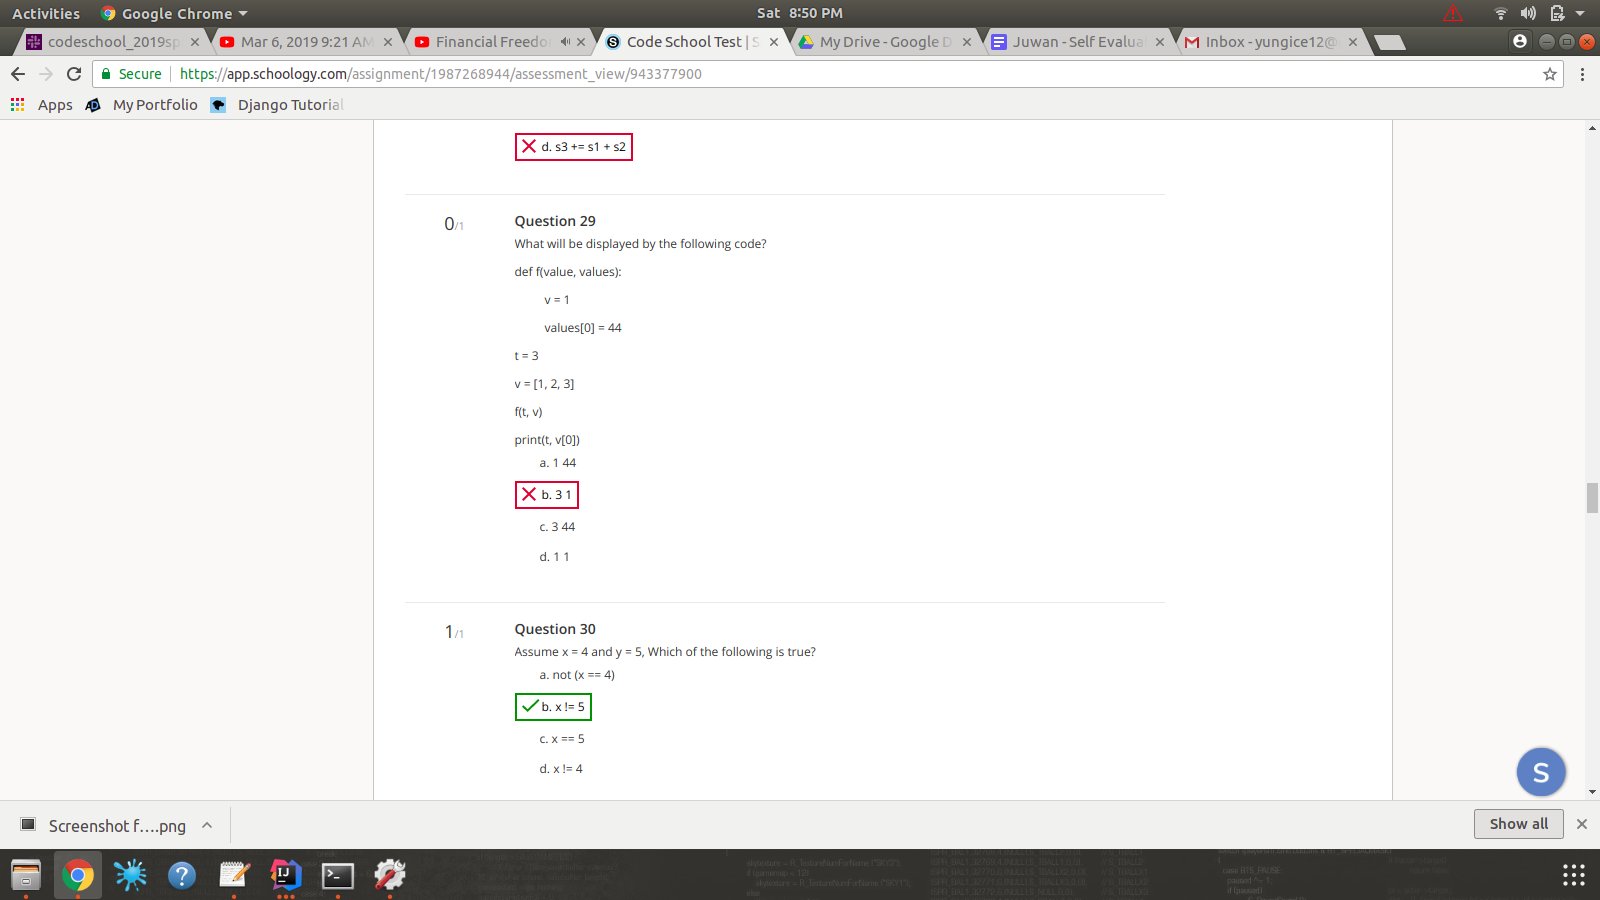 Activities Google Chrome Sat 8:50 PM
codeschool_2019sp Mar 6, 2019 9:21 AM Financial Freedo Code School Test | S My Drive - Google D Juwan - Self Evalua Inbox - yungice12@
Secure https://app.schoology.com/assignment/1987268944/assessment_view/943377900
Apps My Portfolio Django Tutorial
d. s3 += s1 + s2
0/1 Question 29
What will be displayed by the following code?
def f(value, values):
v = 1
values[0] = 44
t = 3
v = [1, 2, 3]
f(t, v)
print(t, v[0])
a. 1 44
b. 3 1
c. 3 44
d. 1 1
1/1 Question 30
Assume x = 4 and y = 5, Which of the following is true?
a. not (x == 4)
b. x != 5
c. x == 5
d. x != 4
S
Screenshot f....png Show all